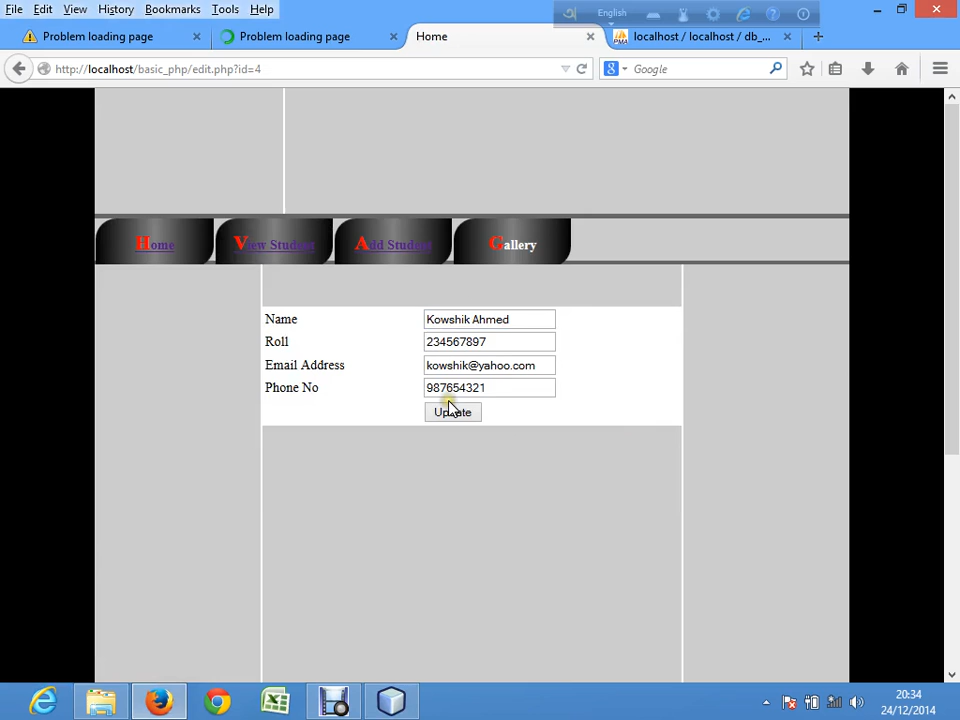 File Edit View History Bookmarks Tools Help
English
Problem loading page
Problem loading page
Home
localhost / localhost / db_...
http://localhost/basic_php/edit.php?id=4
Google
Home
View Student
Add Student
Gallery
Name Kowshik Ahmed
Roll 234567897
Email Address kowshik@yahoo.com
Phone No 987654321
Update
20:34
24/12/2014